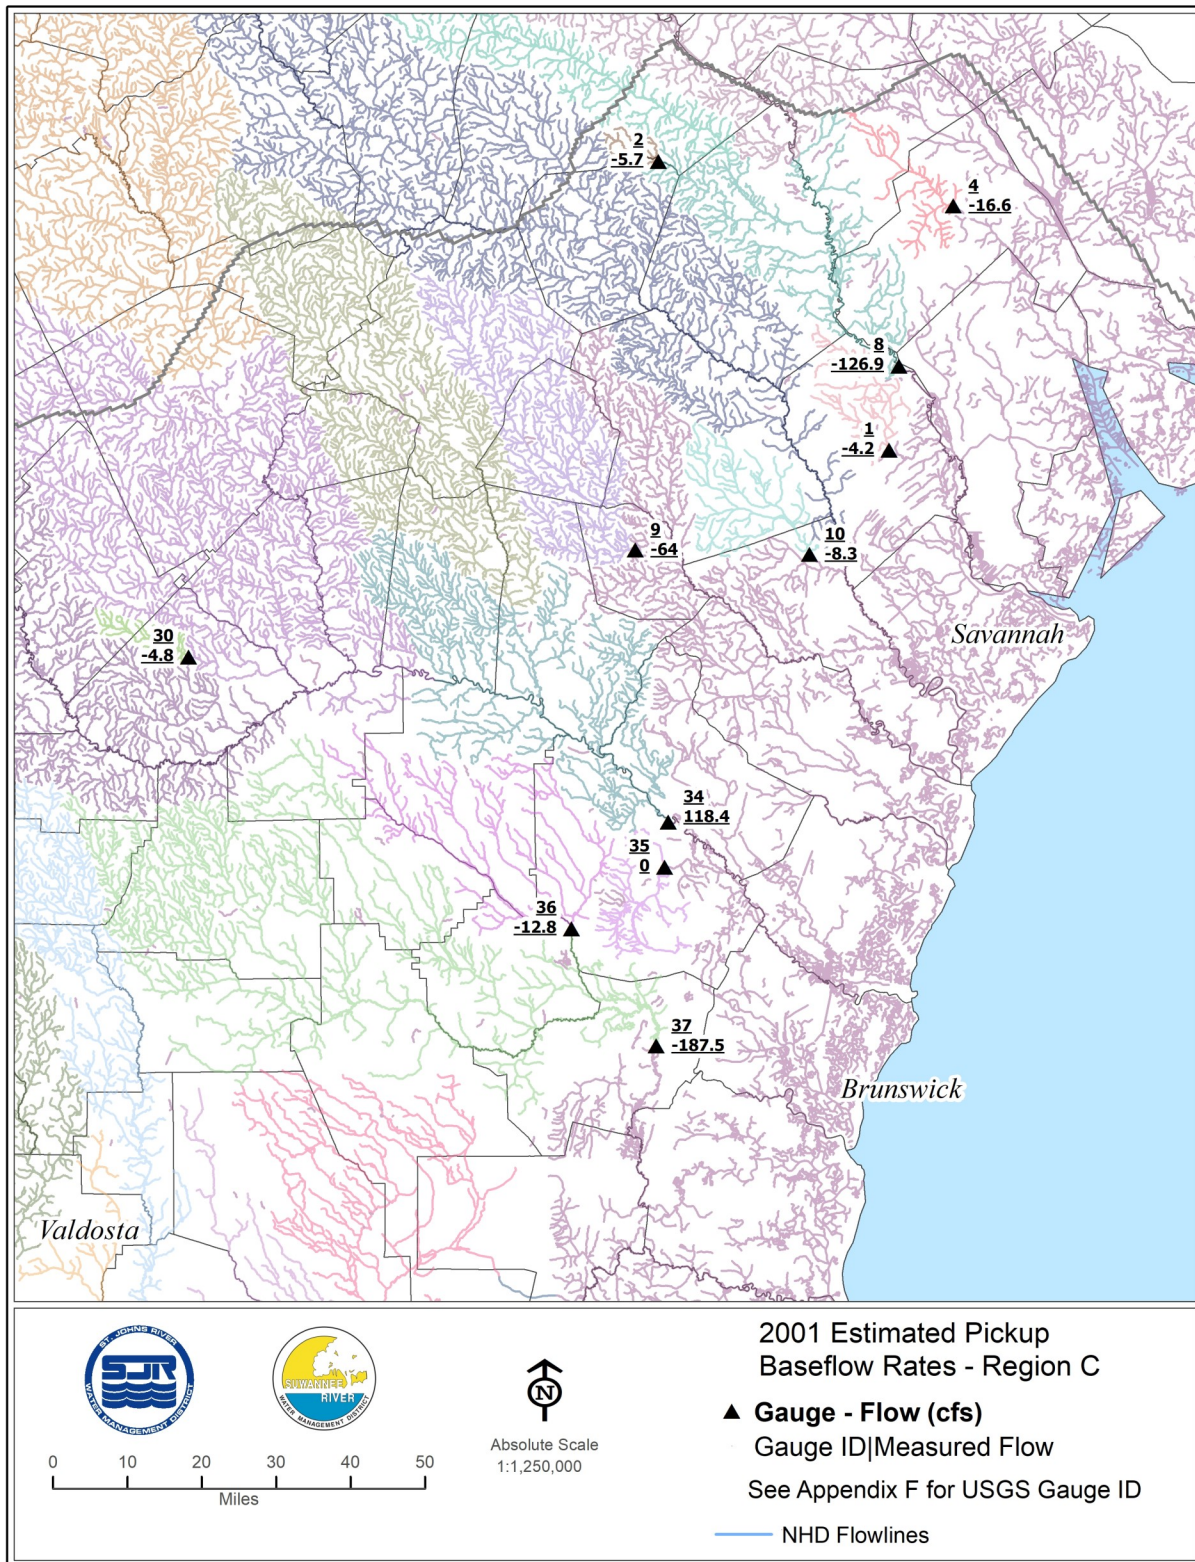 2
-5.7
4
-16.6
8
-126.9
1
-4.2
9
-64
10
-8.3
Savannah
30
-4.8
34
118.4
35
0
36
-12.8
37
-187.5
Brunswick
Valdosta
ST. JOHNS RIVER
SJR
WATER MANAGEMENT DISTRICT
SUWANNEE
RIVER
WATER MANAGEMENT DISTRICT
N
Absolute Scale
1:1,250,000
0 10 20 30 40 50
Miles
2001 Estimated Pickup
Baseflow Rates - Region C
Gauge - Flow (cfs)
Gauge ID|Measured Flow
See Appendix F for USGS Gauge ID
NHD Flowlines